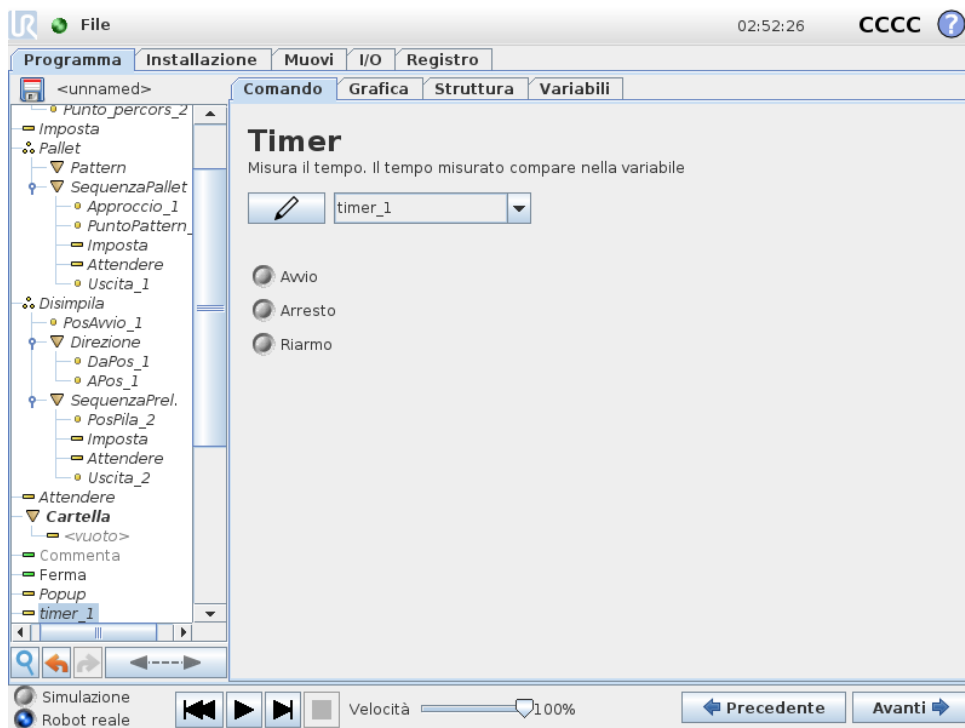 UR File 02:52:26 CCCC ?
Programma Installazione Muovi I/O Registro
<unnamed> Comando Grafica Struttura Variabili
Punto_percors_2
Imposta
Pallet
Pattern
SequenzaPallet
Approccio_1
PuntoPattern_
Imposta
Attendere
Uscita_1
Disimpila
PosAvvio_1
Direzione
DaPos_1
APos_1
SequenzaPrel.
PosPila_2
Imposta
Attendere
Uscita_2
Attendere
Cartella
<vuoto>
Commenta
Ferma
Popup
timer_1
Timer
Misura il tempo. Il tempo misurato compare nella variabile
timer_1
Avvio
Arresto
Riarmo
Simulazione
Robot reale
Velocità 100% Precedente Avanti